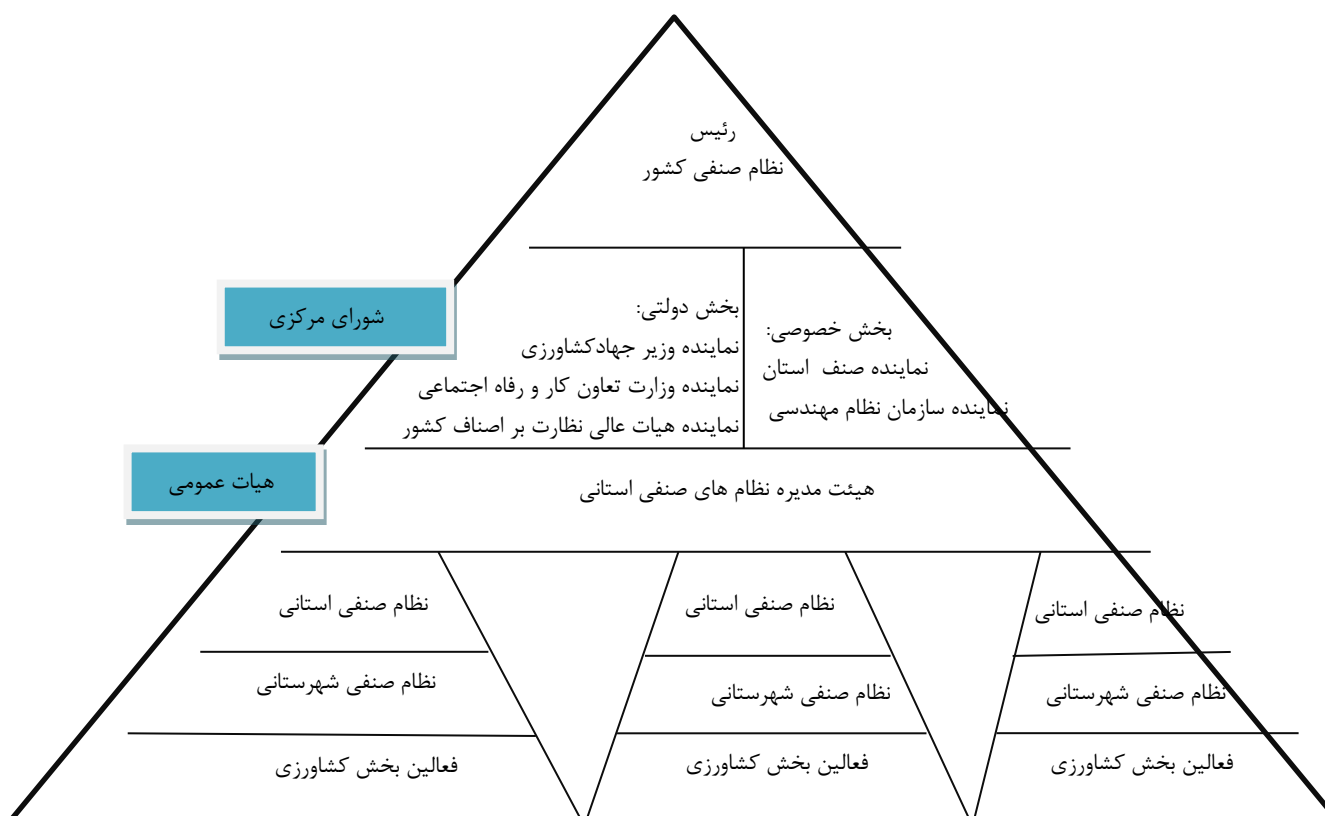 رئیس
نظام صنفی کشور
شورای مرکزی
بخش خصوصی:
نماینده صنف استان
نماینده سازمان نظام مهندسی
بخش دولتی:
نماینده وزیر جهادکشاورزی
نماینده وزارت تعاون کار و رفاه اجتماعی
نماینده هیات عالی نظارت بر اصناف کشور
هیات عمومی
هیئت مدیره نظام های صنفی استانی
نظام صنفی استانی
نظام صنفی استانی
نظام صنفی استانی
نظام صنفی شهرستانی
نظام صنفی شهرستانی
نظام صنفی شهرستانی
فعالین بخش کشاورزی
فعالین بخش کشاورزی
فعالین بخش کشاورزی